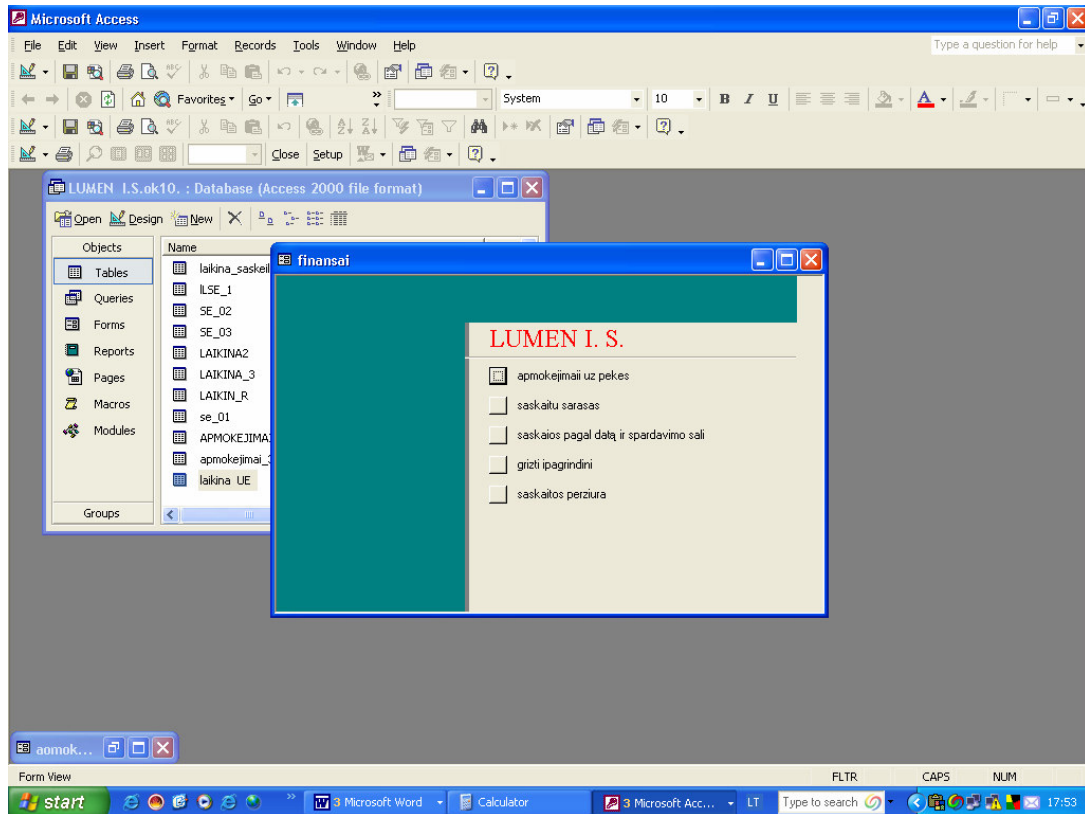 Microsoft Access
File Edit View Insert Format Records Tools Window Help Type a question for help
Favorites Go System 10 B I U
Close Setup
LUMEN I.S.ok10. : Database (Access 2000 file format)
Open Design New
Objects Name
Tables
Queries
Forms
Reports
Pages
Macros
Modules
Groups
laikina_saskeil
ILSE_1
SE_02
SE_03
LAIKINA2
LAIKINA_3
LAIKIN_R
se_01
APMOKEJIMA
apmokejimai_3
laikina UE
finansai
LUMEN I. S.
apmokejimaii uz pekes
saskaitu sarasas
saskaios pagal datą ir spardavimo sali
grizti ipagrindini
saskaitos perziura
aomok...
Form View FLTR CAPS NUM
start 3 Microsoft Word Calculator 3 Microsoft Acc... LT Type to search 17:53